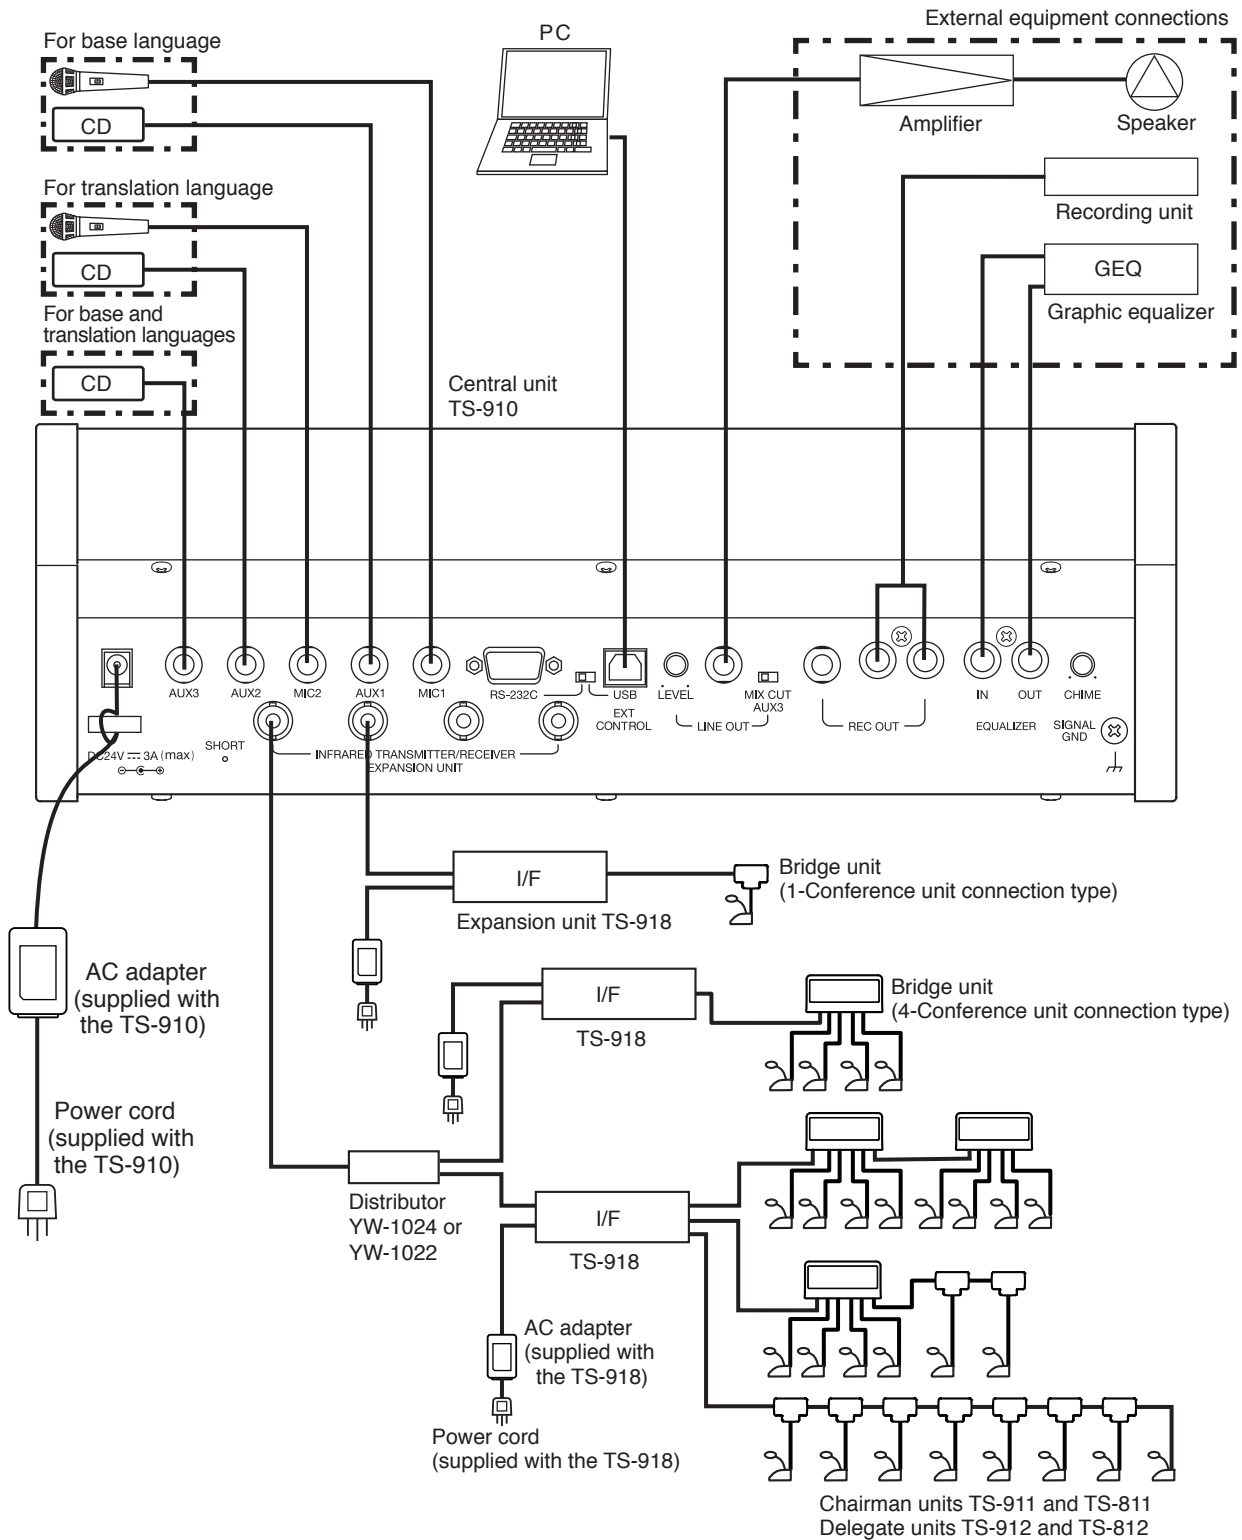 External equipment connections
For base language
PC
CD
Amplifier
Speaker
For translation language
CD
Recording unit
GEQ
Graphic equalizer
For base and
translation languages
CD
Central unit
TS-910
AUX3
AUX2
MIC2
AUX1
MIC1
RS-232C
USB
EXT
CONTROL
LEVEL
LINE OUT
MIX CUT
AUX3
REC OUT
IN
OUT
EQUALIZER
CHIME
SIGNAL
GND
DC24V ⎓ 3A (max)
SHORT
INFRARED TRANSMITTER/RECEIVER
EXPANSION UNIT
I/F
Expansion unit TS-918
Bridge unit
(1-Conference unit connection type)
AC adapter
(supplied with
the TS-910)
I/F
TS-918
Bridge unit
(4-Conference unit connection type)
Power cord
(supplied with
the TS-910)
Distributor
YW-1024 or
YW-1022
I/F
TS-918
AC adapter
(supplied with
the TS-918)
Power cord
(supplied with the TS-918)
Chairman units TS-911 and TS-811
Delegate units TS-912 and TS-812